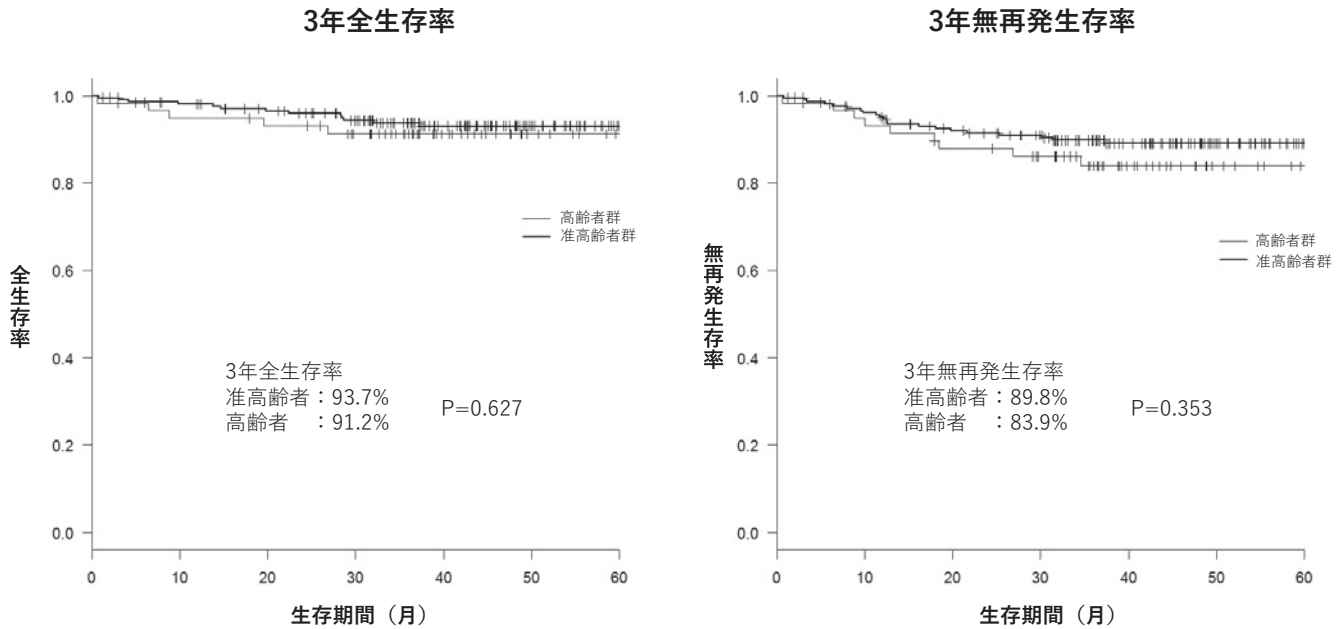 3年全生存率
全生存率
1.0
0.8
0.6
0.4
0.2
0.0
高齢者群
准高齢者群
3年全生存率
准高齢者：93.7%
高齢者　：91.2%
P=0.627
0 10 20 30 40 50 60
生存期間（月）
3年無再発生存率
無再発生存率
1.0
0.8
0.6
0.4
0.2
0.0
高齢者群
准高齢者群
3年無再発生存率
准高齢者：89.8%
高齢者　：83.9%
P=0.353
0 10 20 30 40 50 60
生存期間（月）